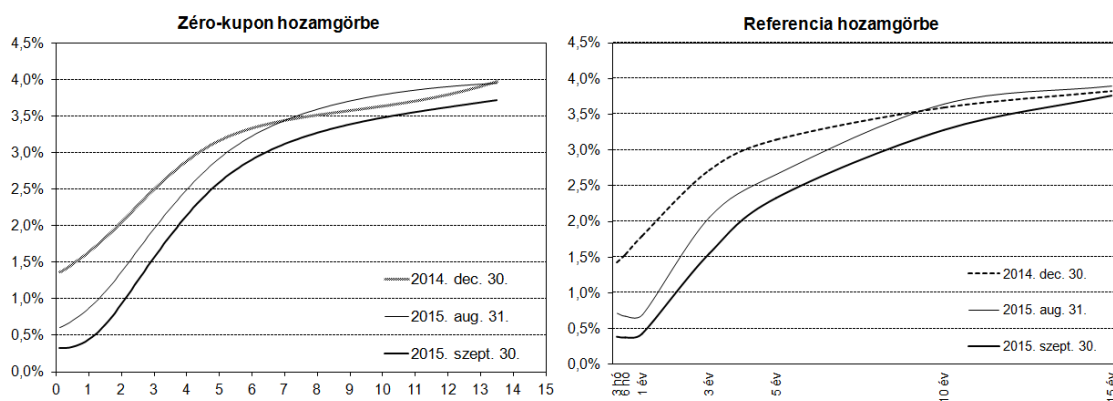 Zéro-kupon hozamgörbe
4,5%
4,0%
3,5%
3,0%
2,5%
2,0%
1,5%
1,0%
0,5%
0,0%
0 1 2 3 4 5 6 7 8 9 10 11 12 13 14 15
2014. dec. 30.
2015. aug. 31.
2015. szept. 30.
Referencia hozamgörbe
4,5%
4,0%
3,5%
3,0%
2,5%
2,0%
1,5%
1,0%
0,5%
0,0%
3 hó
6 hó
1 év
3 év
5 év
10 év
15 év
2014. dec. 30.
2015. aug. 31.
2015. szept. 30.